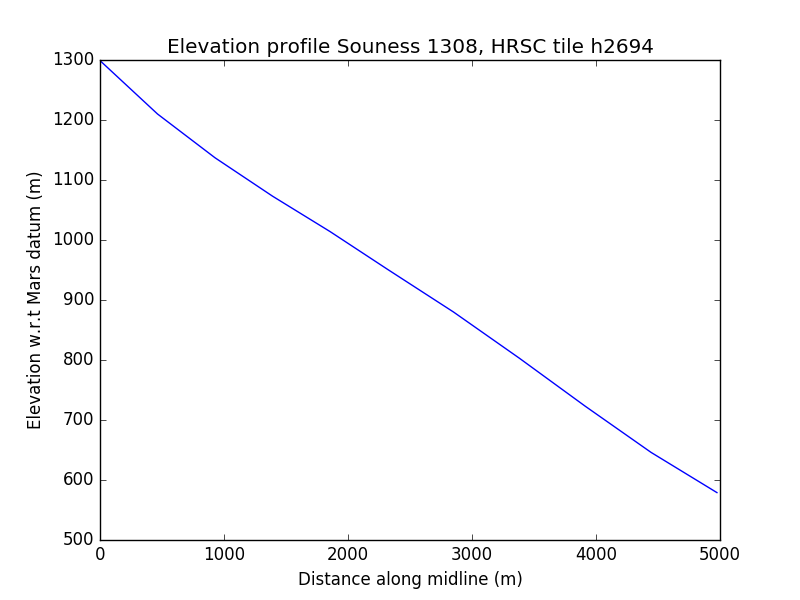 Elevation profile Souness 1308, HRSC tile h2694
1300
1200
1100
1000
900
800
700
600
500
Elevation w.r.t Mars datum (m)
0 1000 2000 3000 4000 5000
Distance along midline (m)